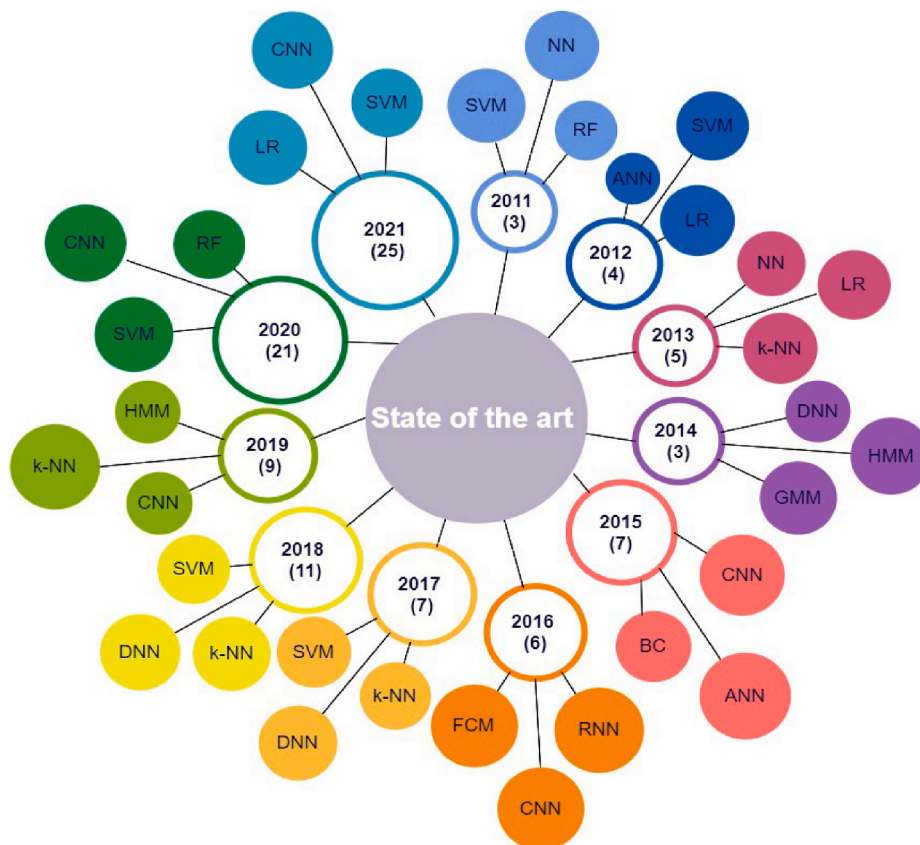 State of the art
2011
(3)
SVM
NN
RF
2012
(4)
ANN
SVM
LR
2013
(5)
NN
LR
k-NN
2014
(3)
DNN
HMM
GMM
2015
(7)
CNN
ANN
BC
2016
(6)
RNN
CNN
FCM
2017
(7)
k-NN
DNN
SVM
2018
(11)
k-NN
DNN
SVM
2019
(9)
CNN
k-NN
HMM
2020
(21)
SVM
CNN
RF
2021
(25)
LR
CNN
SVM